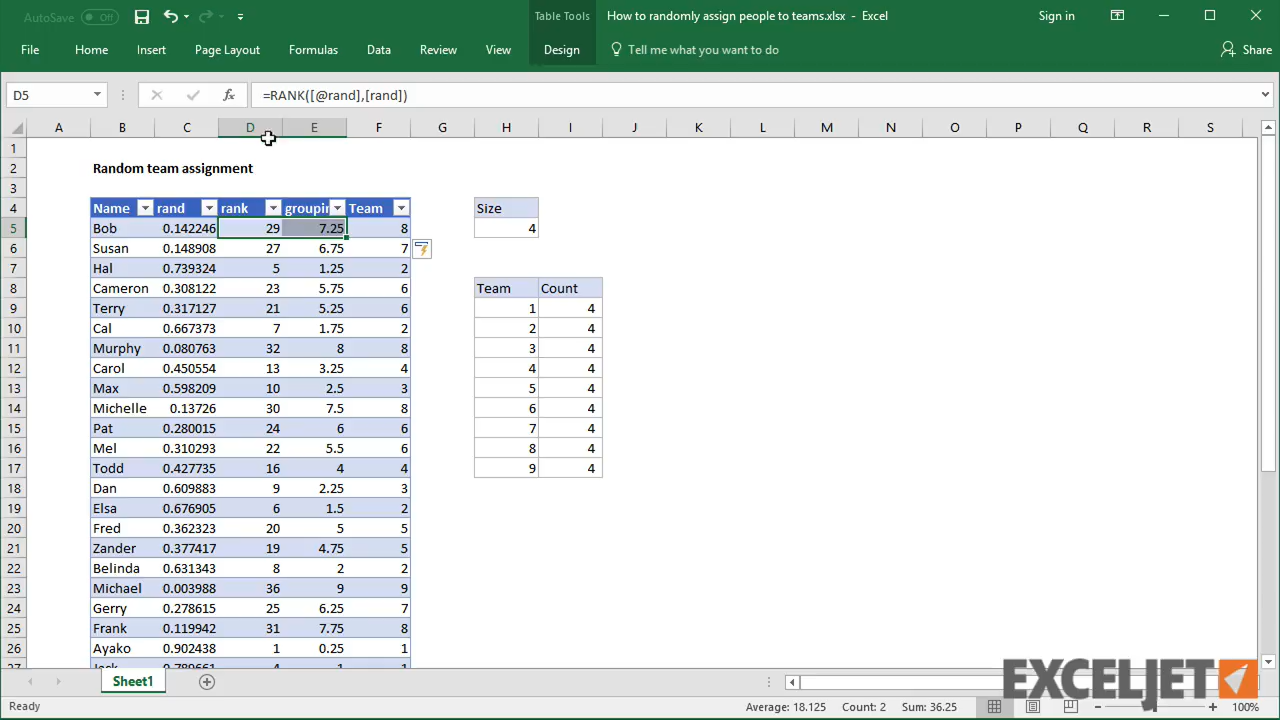 AutoSave Off
Table Tools
How to randomly assign people to teams.xlsx - Excel
Sign in
File Home Insert Page Layout Formulas Data Review View Design Tell me what you want to do Share
D5 fx =RANK([@rand],[rand])
A B C D E F G H I J K L M N O P Q R S
1
2 Random team assignment
3
4 Name rand rank groupin Team Size
5 Bob 0.142246 29 7.25 8 4
6 Susan 0.148908 27 6.75 7
7 Hal 0.739324 5 1.25 2
8 Cameron 0.308122 23 5.75 6 Team Count
9 Terry 0.317127 21 5.25 6 1 4
10 Cal 0.667373 7 1.75 2 2 4
11 Murphy 0.080763 32 8 8 3 4
12 Carol 0.450554 13 3.25 4 4 4
13 Max 0.598209 10 2.5 3 5 4
14 Michelle 0.13726 30 7.5 8 6 4
15 Pat 0.280015 24 6 6 7 4
16 Mel 0.310293 22 5.5 6 8 4
17 Todd 0.427735 16 4 4 9 4
18 Dan 0.609883 9 2.25 3
19 Elsa 0.676905 6 1.5 2
20 Fred 0.362323 20 5 5
21 Zander 0.377417 19 4.75 5
22 Belinda 0.631343 8 2 2
23 Michael 0.003988 36 9 9
24 Gerry 0.278615 25 6.25 7
25 Frank 0.119942 31 7.75 8
26 Ayako 0.902438 1 0.25 1
27 Jack 0.789661 4 1 1
EXCELJET
Sheet1
Ready Average: 18.125 Count: 2 Sum: 36.25 100%